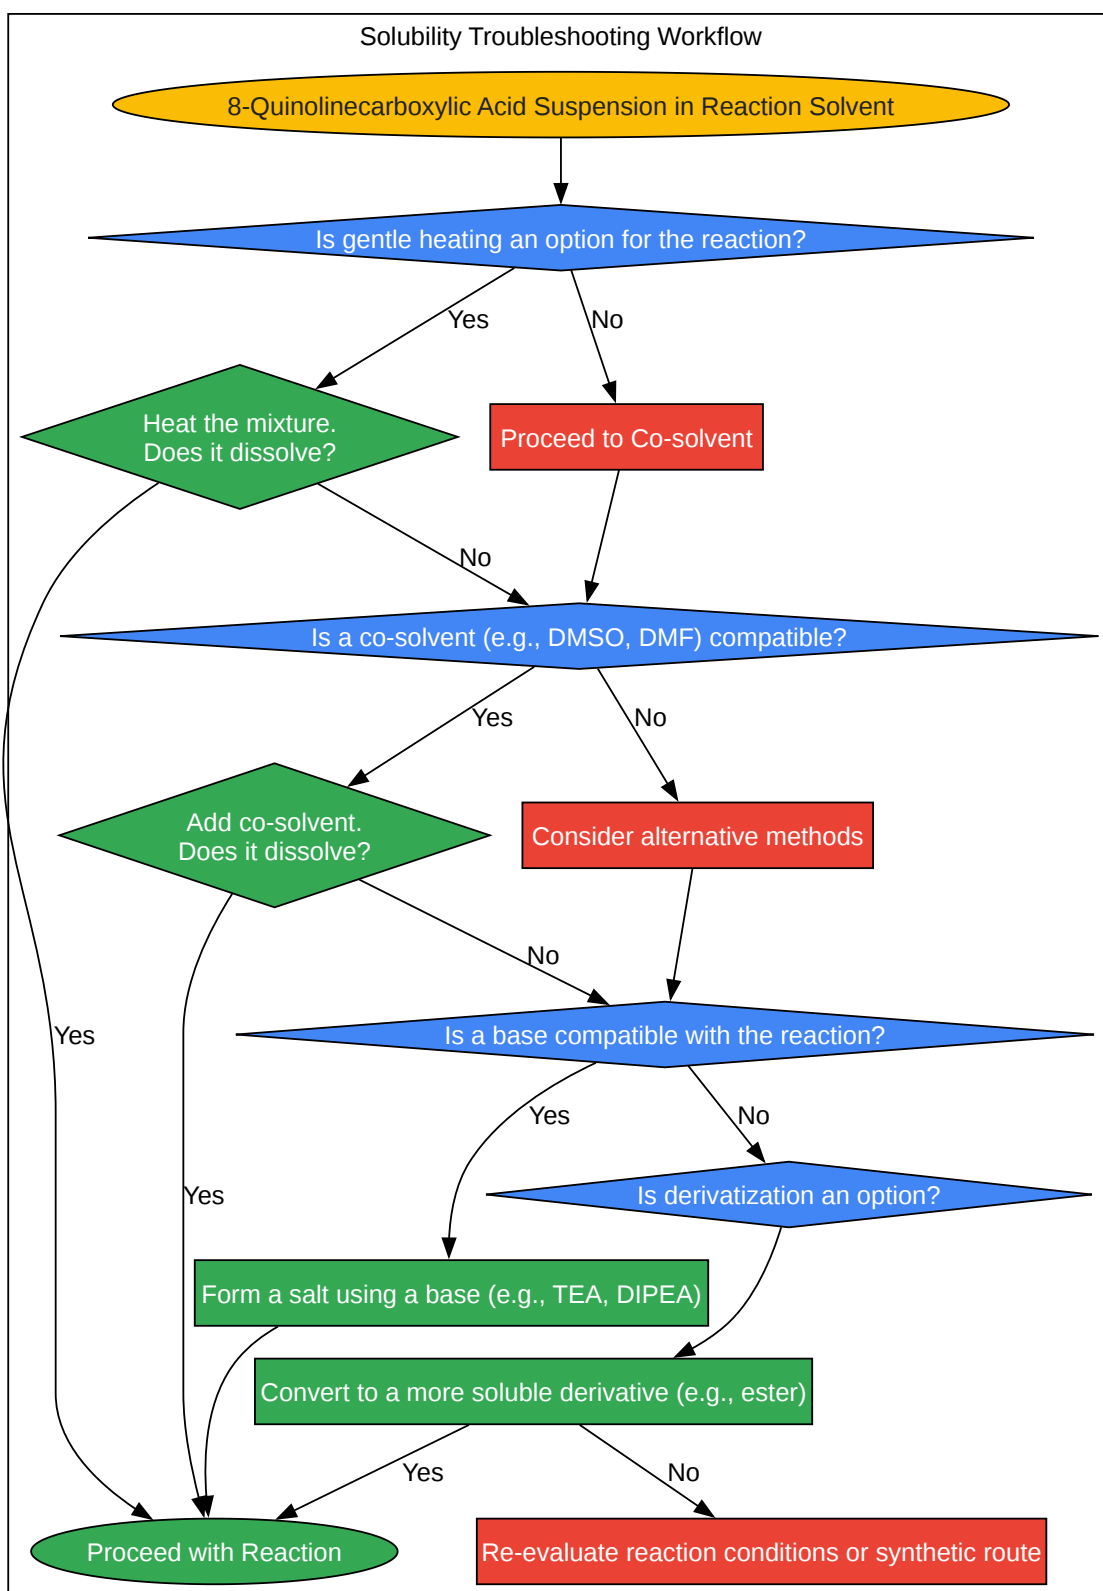 Solubility Troubleshooting Workflow
8-Quinolinecarboxylic Acid Suspension in Reaction Solvent
Is gentle heating an option for the reaction?
Yes
No
Heat the mixture.
Does it dissolve?
Proceed to Co-solvent
No
Is a co-solvent (e.g., DMSO, DMF) compatible?
Yes
No
Add co-solvent.
Does it dissolve?
Consider alternative methods
No
Yes
Is a base compatible with the reaction?
Yes
No
Yes
Is derivatization an option?
Form a salt using a base (e.g., TEA, DIPEA)
Convert to a more soluble derivative (e.g., ester)
Yes
No
Proceed with Reaction
Re-evaluate reaction conditions or synthetic route